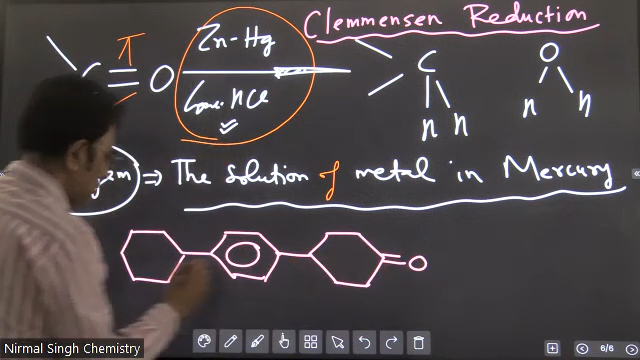 Clemmensen Reduction
C=O Zn-Hg C O
Conc. HCl H H H H
⇒ The solution of metal in Mercury
=O
Nirmal Singh Chemistry
6/6